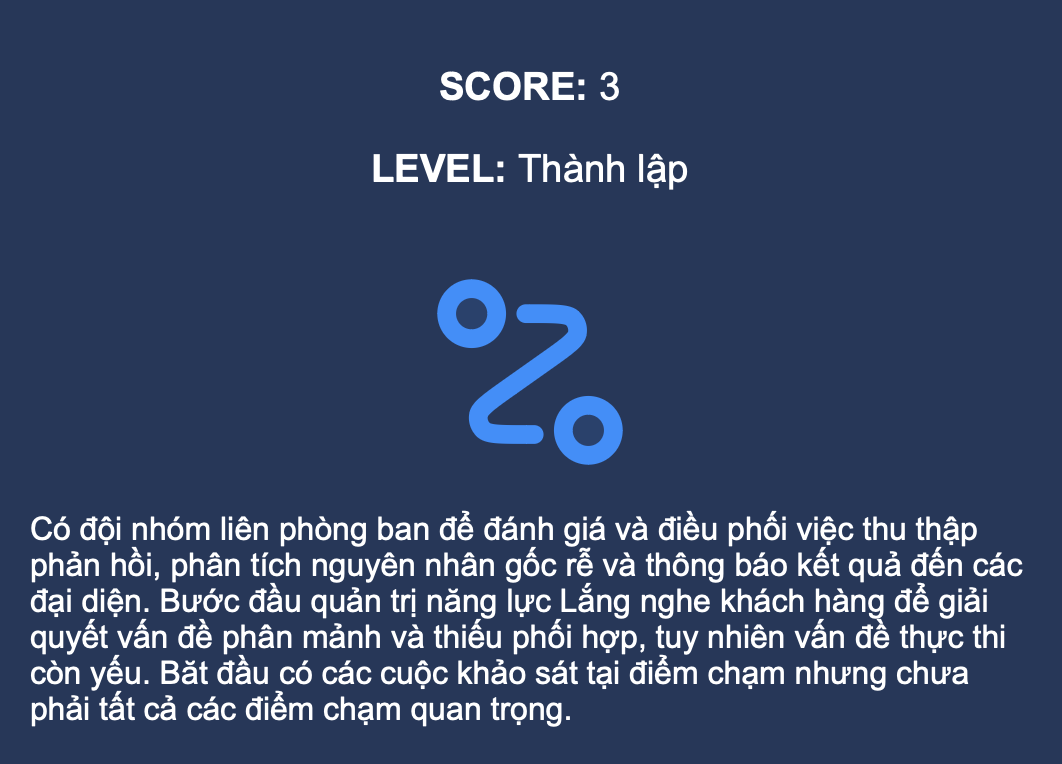 SCORE: 3
LEVEL: Thành lập
Có đội nhóm liên phòng ban để đánh giá và điều phối việc thu thập
phản hồi, phân tích nguyên nhân gốc rễ và thông báo kết quả đến các
đại diện. Bước đầu quản trị năng lực Lắng nghe khách hàng để giải
quyết vấn đề phân mảnh và thiếu phối hợp, tuy nhiên vấn đề thực thi
còn yếu. Băt đầu có các cuộc khảo sát tại điểm chạm nhưng chưa
phải tất cả các điểm chạm quan trọng.